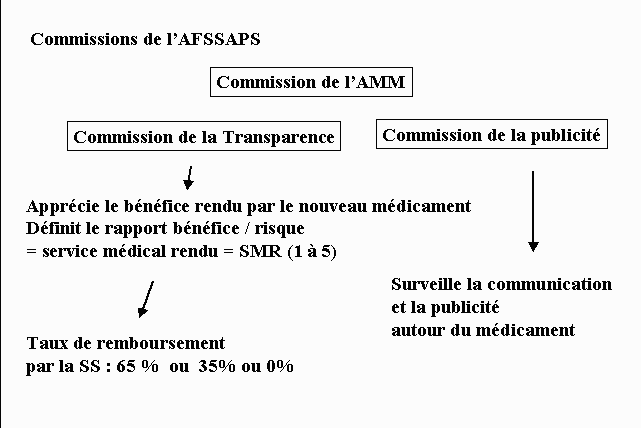 Commissions de l'AFSSAPS
Commission de l'AMM
Commission de la Transparence
Commission de la publicité
Apprécie le bénéfice rendu par le nouveau médicament
Définit le rapport bénéfice / risque
= service médical rendu = SMR (1 à 5)
Surveille la communication
et la publicité
autour du médicament
Taux de remboursement
par la SS : 65 % ou 35% ou 0%